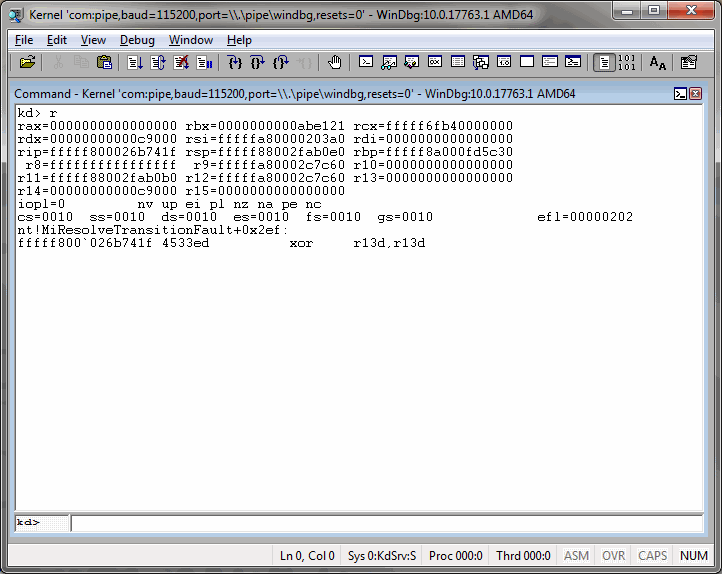 Kernel 'com:pipe,baud=115200,port=\\.\pipe\windbg,resets=0' - WinDbg:10.0.17763.1 AMD64
File Edit View Debug Window Help
Command - Kernel 'com:pipe,baud=115200,port=\\.\pipe\windbg,resets=0' - WinDbg:10.0.17763.1 AMD64
kd> r
rax=0000000000000000 rbx=0000000000abe121 rcx=fffff6fb40000000
rdx=00000000000c9000 rsi=fffffa80000203a0 rdi=0000000000000000
rip=fffff800026b741f rsp=fffff88002fab0e0 rbp=fffff8a000fd5c30
 r8=ffffffffffffffff  r9=fffffa80002c7c60 r10=0000000000000000
r11=fffff88002fab0b0 r12=fffffa80002c7c60 r13=0000000000000000
r14=00000000000c9000 r15=0000000000000000
iopl=0         nv up ei pl nz na pe nc
cs=0010  ss=0010  ds=0010  es=0010  fs=0010  gs=0010             efl=00000202
nt!MiResolveTransitionFault+0x2ef:
fffff800`026b741f 4533ed          xor     r13d,r13d
kd>
Ln 0, Col 0 Sys 0:KdSrv:S Proc 000:0 Thrd 000:0 ASM OVR CAPS NUM